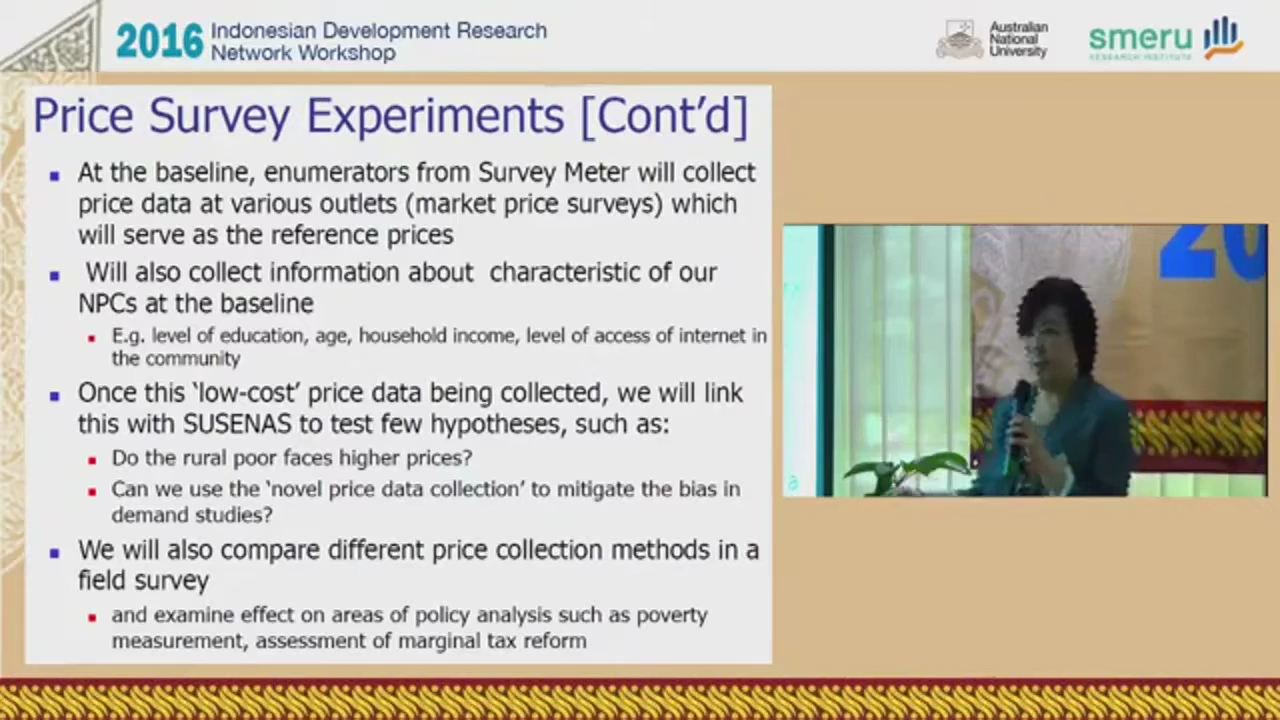 2016 Indonesian Development Research
Network Workshop
Australian
National
University
smeru
RESEARCH INSTITUTE
Price Survey Experiments [Cont'd]
At the baseline, enumerators from Survey Meter will collect
price data at various outlets (market price surveys) which
will serve as the reference prices
Will also collect information about characteristic of our
NPCs at the baseline
E.g. level of education, age, household income, level of access of internet in
the community
Once this 'low-cost' price data being collected, we will link
this with SUSENAS to test few hypotheses, such as:
Do the rural poor faces higher prices?
Can we use the 'novel price data collection' to mitigate the bias in
demand studies?
We will also compare different price collection methods in a
field survey
and examine effect on areas of policy analysis such as poverty
measurement, assessment of marginal tax reform
20